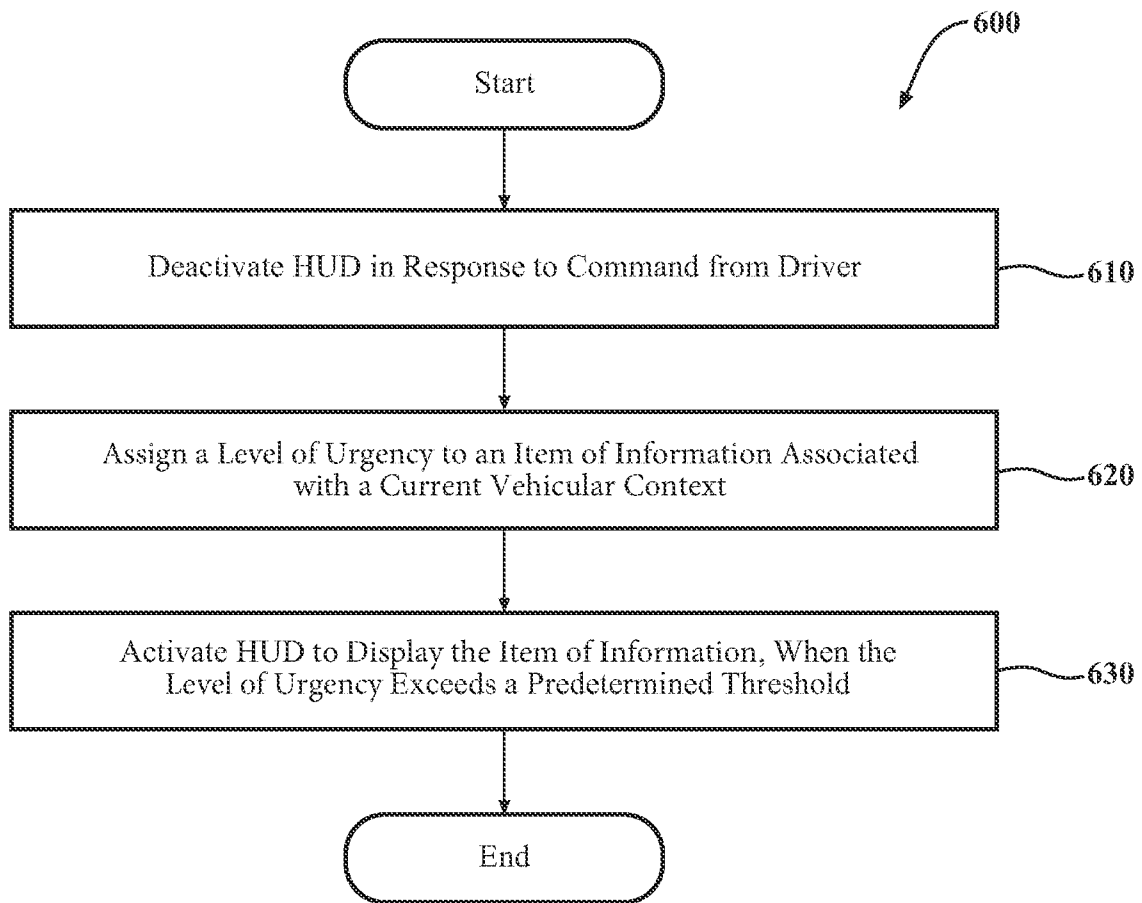 600
Start
Deactivate HUD in Response to Command from Driver
610
Assign a Level of Urgency to an Item of Information Associated
with a Current Vehicular Context
620
Activate HUD to Display the Item of Information, When the
Level of Urgency Exceeds a Predetermined Threshold
630
End